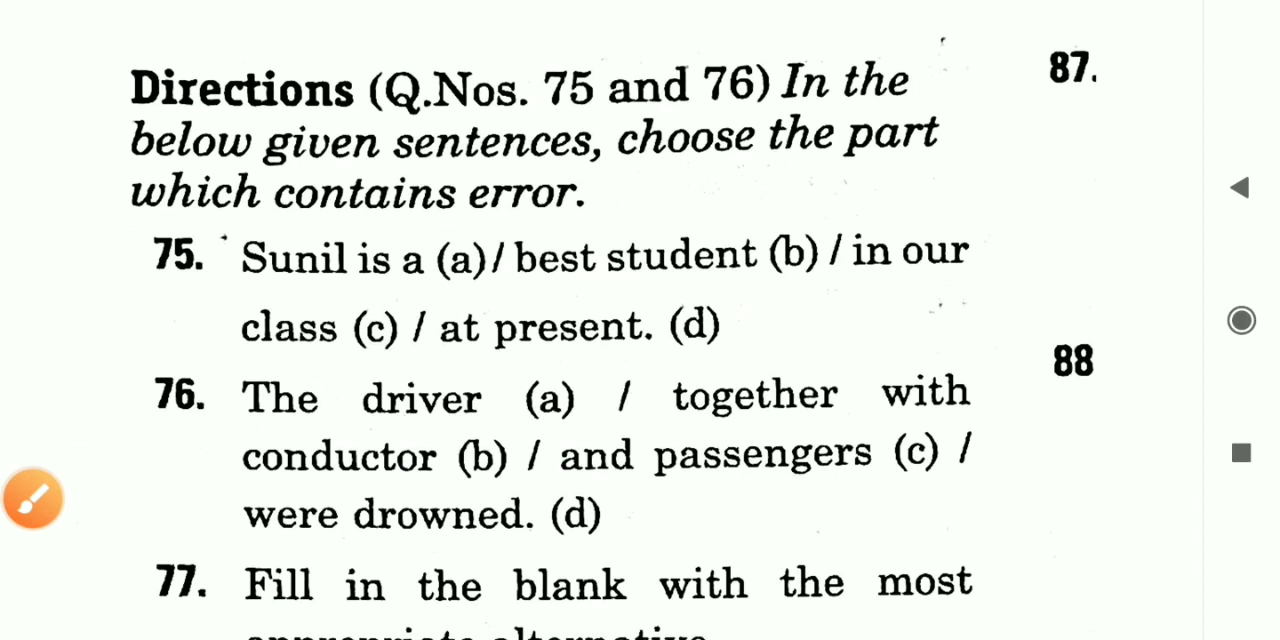 Directions (Q.Nos. 75 and 76) In the
below given sentences, choose the part
which contains error.
75. Sunil is a (a)/ best student (b) / in our
class (c) / at present. (d)
76. The driver (a) / together with
conductor (b) / and passengers (c) /
were drowned. (d)
77. Fill in the blank with the most
appropriate alternative
87.
88